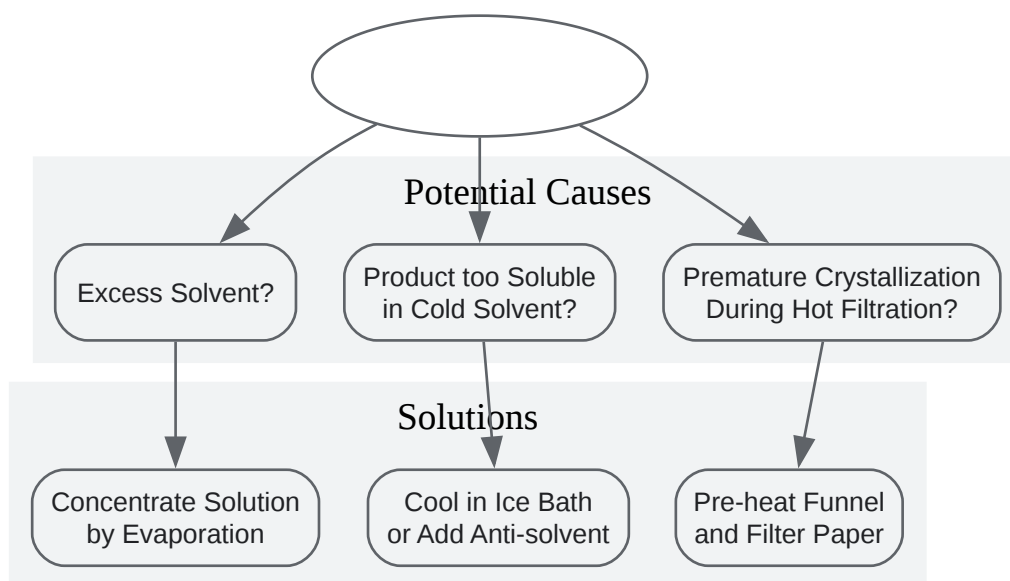 Potential Causes
Excess Solvent?
Product too Soluble
in Cold Solvent?
Premature Crystallization
During Hot Filtration?
Solutions
Concentrate Solution
by Evaporation
Cool in Ice Bath
or Add Anti-solvent
Pre-heat Funnel
and Filter Paper